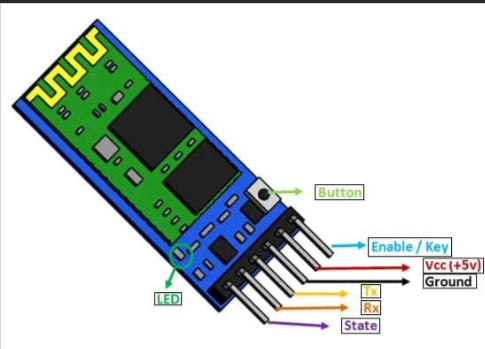 Button
Enable / Key
Vcc (+5v)
Ground
Tx
Rx
LED
State